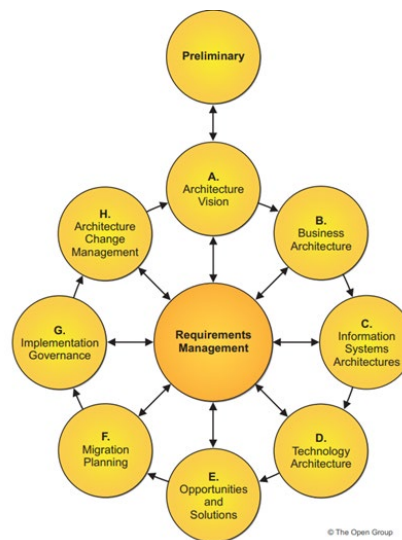 Preliminary
A.
Architecture
Vision
B.
Business
Architecture
C.
Information
Systems
Architectures
D.
Technology
Architecture
E.
Opportunities
and
Solutions
F.
Migration
Planning
G.
Implementation
Governance
H.
Architecture
Change
Management
Requirements
Management
© The Open Group